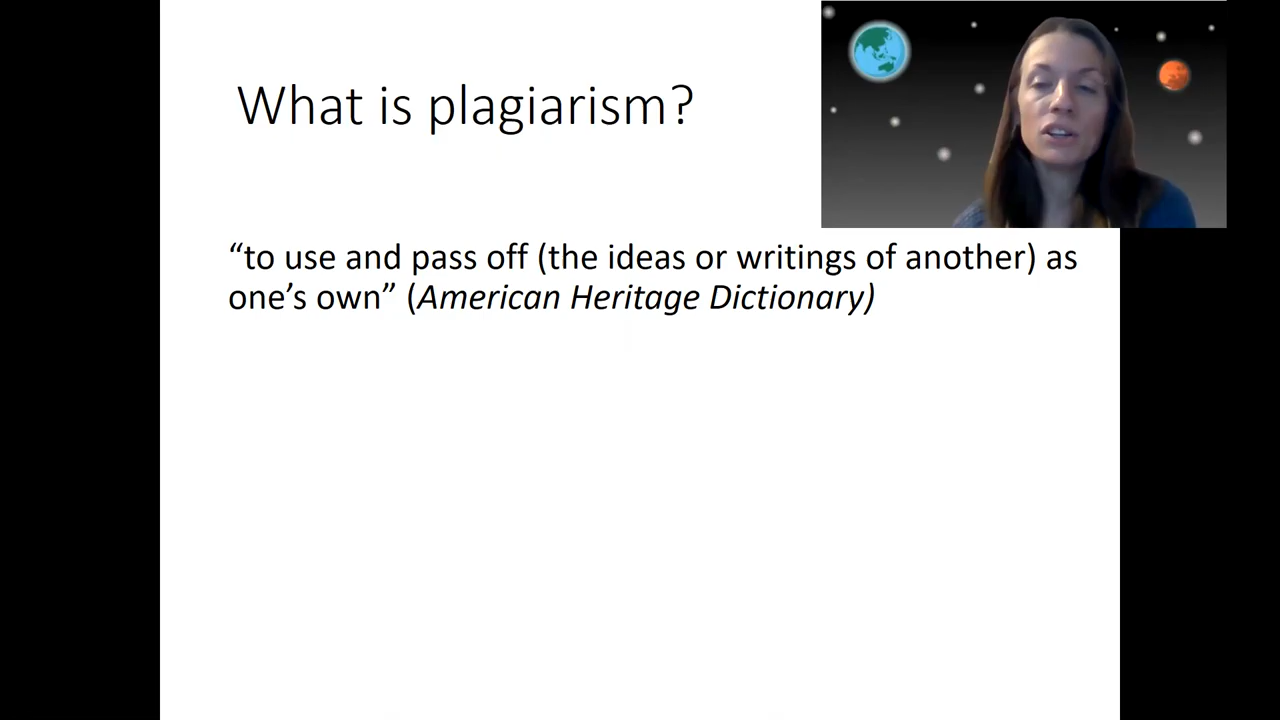 What is plagiarism?
“to use and pass off (the ideas or writings of another) as
one’s own” (American Heritage Dictionary)